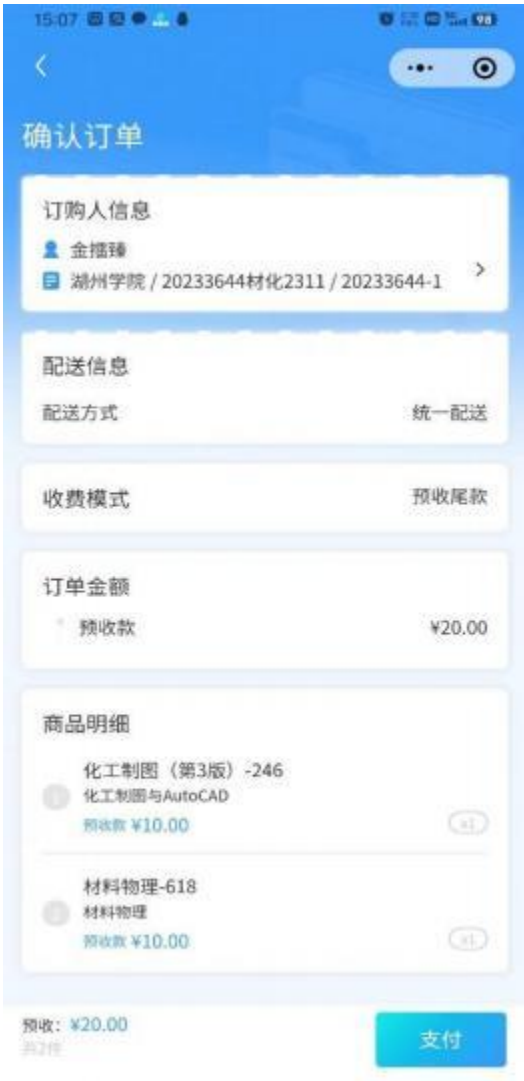 15:07
98
确认订单
订购人信息
金擂臻
湖州学院 / 20233644材化2311 / 20233644-1
配送信息
配送方式 统一配送
收费模式 预收尾款
订单金额
预收款 ¥20.00
商品明细
化工制图（第3版）-246
化工制图与AutoCAD
预收款 ¥10.00 x1
材料物理-618
材料物理
预收款 ¥10.00 x1
预收: ¥20.00
共2件
支付